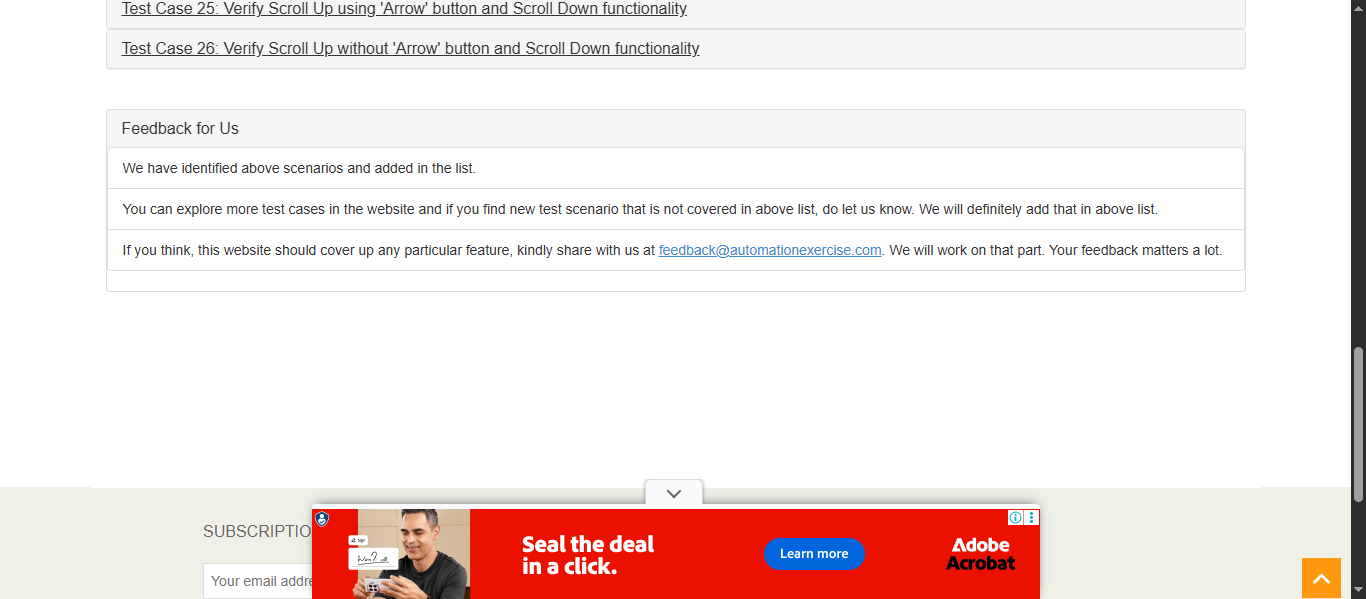 Test Case 25: Verify Scroll Up using 'Arrow' button and Scroll Down functionality
Test Case 26: Verify Scroll Up without 'Arrow' button and Scroll Down functionality
Feedback for Us
We have identified above scenarios and added in the list.
You can explore more test cases in the website and if you find new test scenario that is not covered in above list, do let us know. We will definitely add that in above list.
If you think, this website should cover up any particular feature, kindly share with us at feedback@automationexercise.com. We will work on that part. Your feedback matters a lot.
SUBSCRIPTIO
Your email addre
Seal the deal
in a click.
Learn more
Adobe
Acrobat